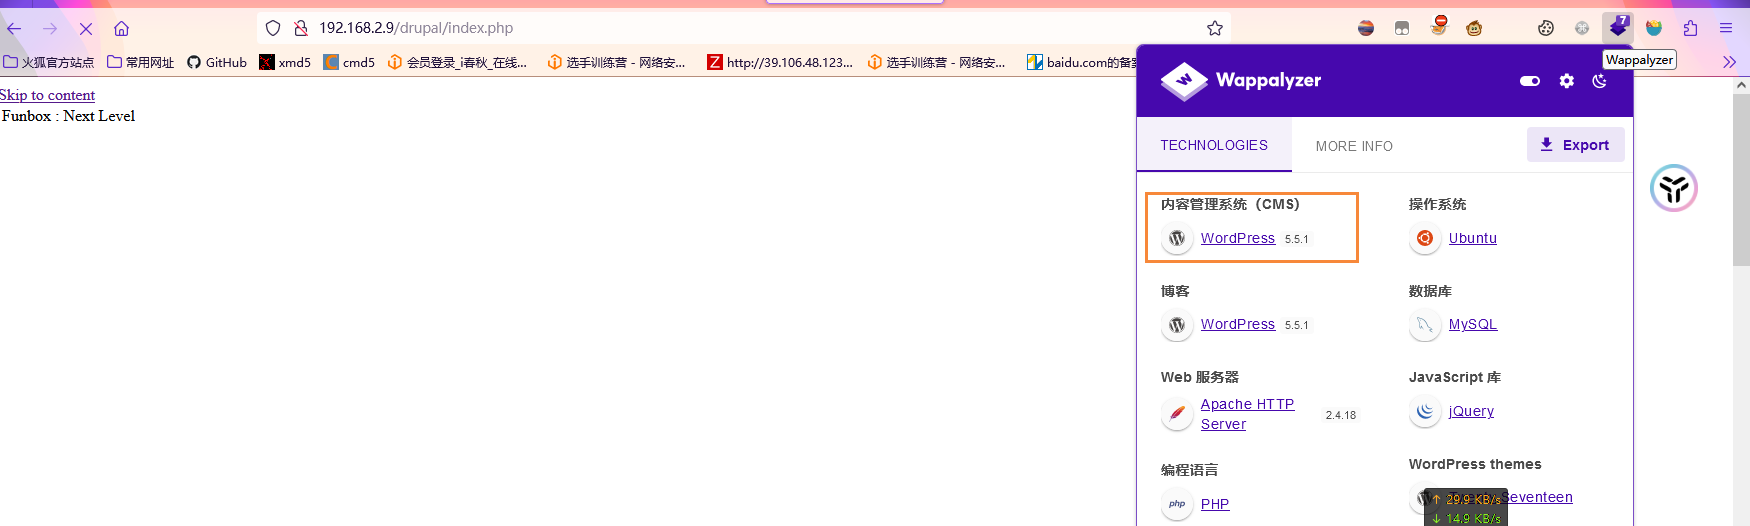 192.168.2.9/drupal/index.php
7
火狐官方站点 常用网址 GitHub xmd5 cmd5 会员登录_i春秋_在线... 选手训练营 - 网络安... http://39.106.48.123... 选手训练营 - 网络安... baidu.com的备案
Wappalyzer
Skip to content
Funbox : Next Level
Wappalyzer
TECHNOLOGIES
MORE INFO
Export
内容管理系统（CMS）
WordPress 5.5.1
操作系统
Ubuntu
博客
WordPress 5.5.1
数据库
MySQL
Web 服务器
Apache HTTP
Server
2.4.18
JavaScript 库
jQuery
编程语言
php PHP
WordPress themes
Seventeen
↑ 29.9 KB/s
↓ 14.9 KB/s